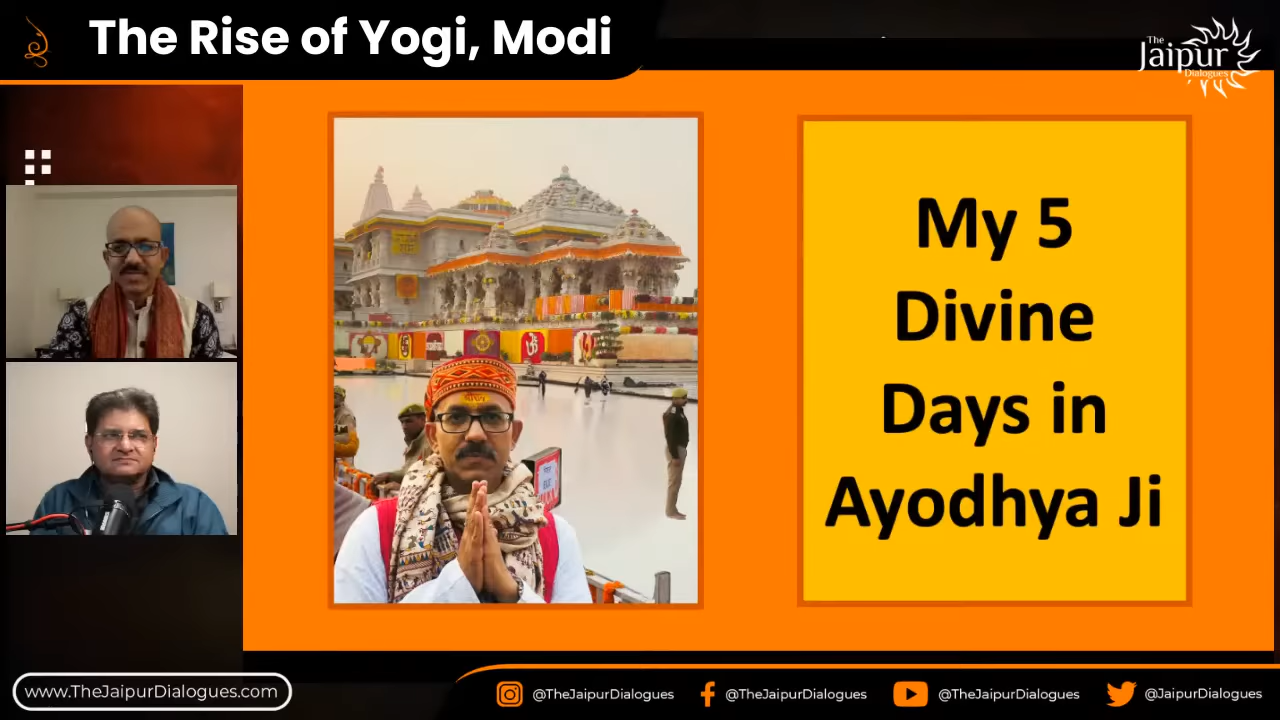 The Rise of Yogi, Modi
The
Jaipur
Dialogues
My 5
Divine
Days in
Ayodhya Ji
www.TheJaipurDialogues.com
@TheJaipurDialogues
@TheJaipurDialogues
@TheJaipurDialogues
@JaipurDialogues